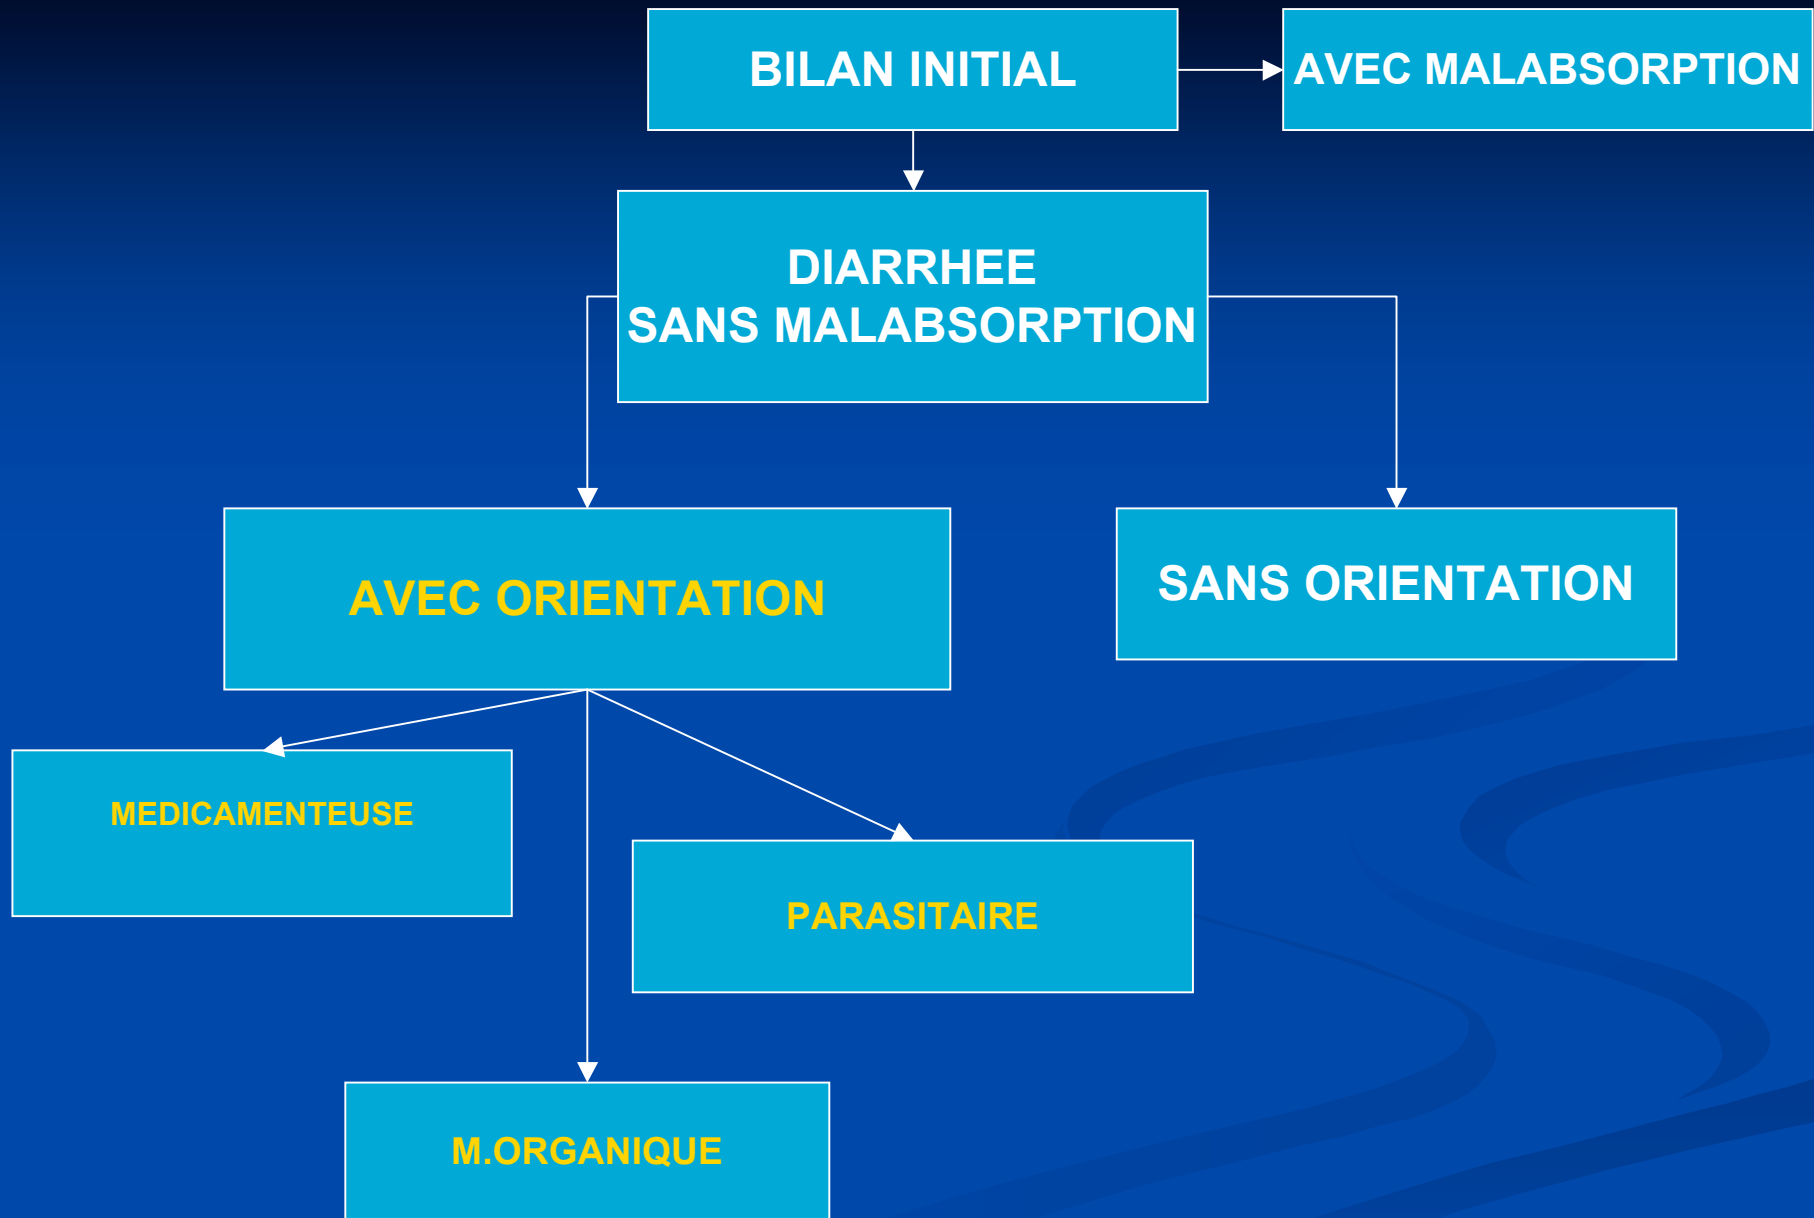 BILAN INITIAL
AVEC MALABSORPTION
DIARRHEE
SANS MALABSORPTION
AVEC ORIENTATION
SANS ORIENTATION
MEDICAMENTEUSE
PARASITAIRE
M.ORGANIQUE